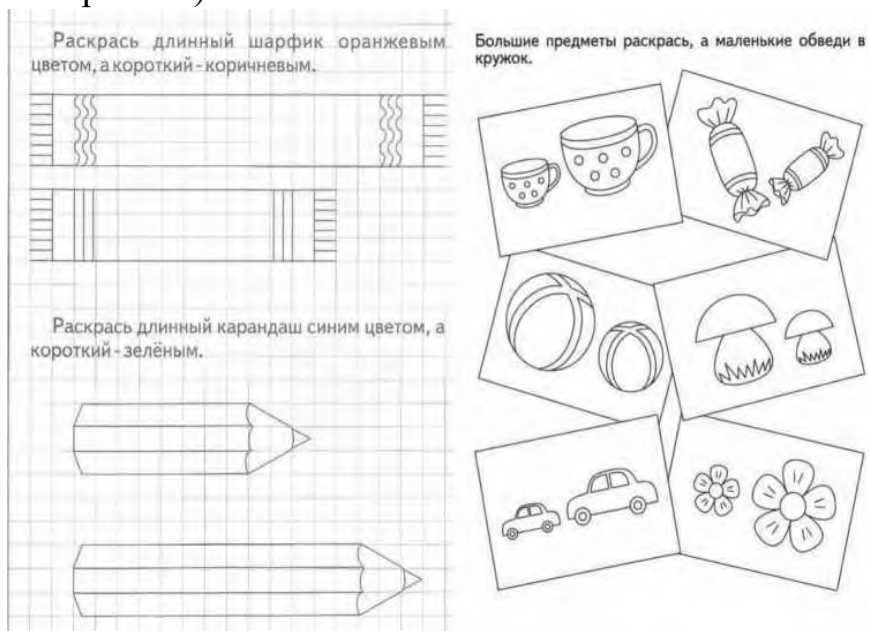 Раскрась длинный шарфик оранжевым
цветом, а короткий - коричневым.
Раскрась длинный карандаш синим цветом, а
короткий - зелёным.
Большие предметы раскрась, а маленькие обведи в
кружок.